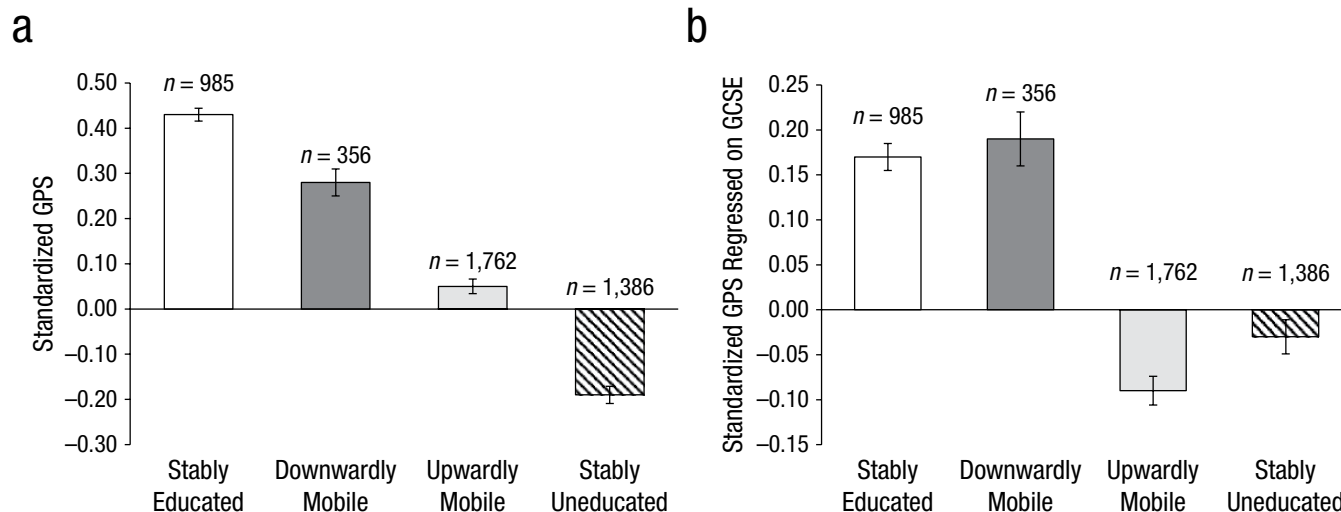 a
Standardized GPS
0.50
0.40
0.30
0.20
0.10
0.00
–0.10
–0.20
–0.30
n = 985
n = 356
n = 1,762
n = 1,386
Stably
Educated
Downwardly
Mobile
Upwardly
Mobile
Stably
Uneducated
b
Standardized GPS Regressed on GCSE
0.25
0.20
0.15
0.10
0.05
0.00
–0.05
–0.10
–0.15
n = 985
n = 356
n = 1,762
n = 1,386
Stably
Educated
Downwardly
Mobile
Upwardly
Mobile
Stably
Uneducated